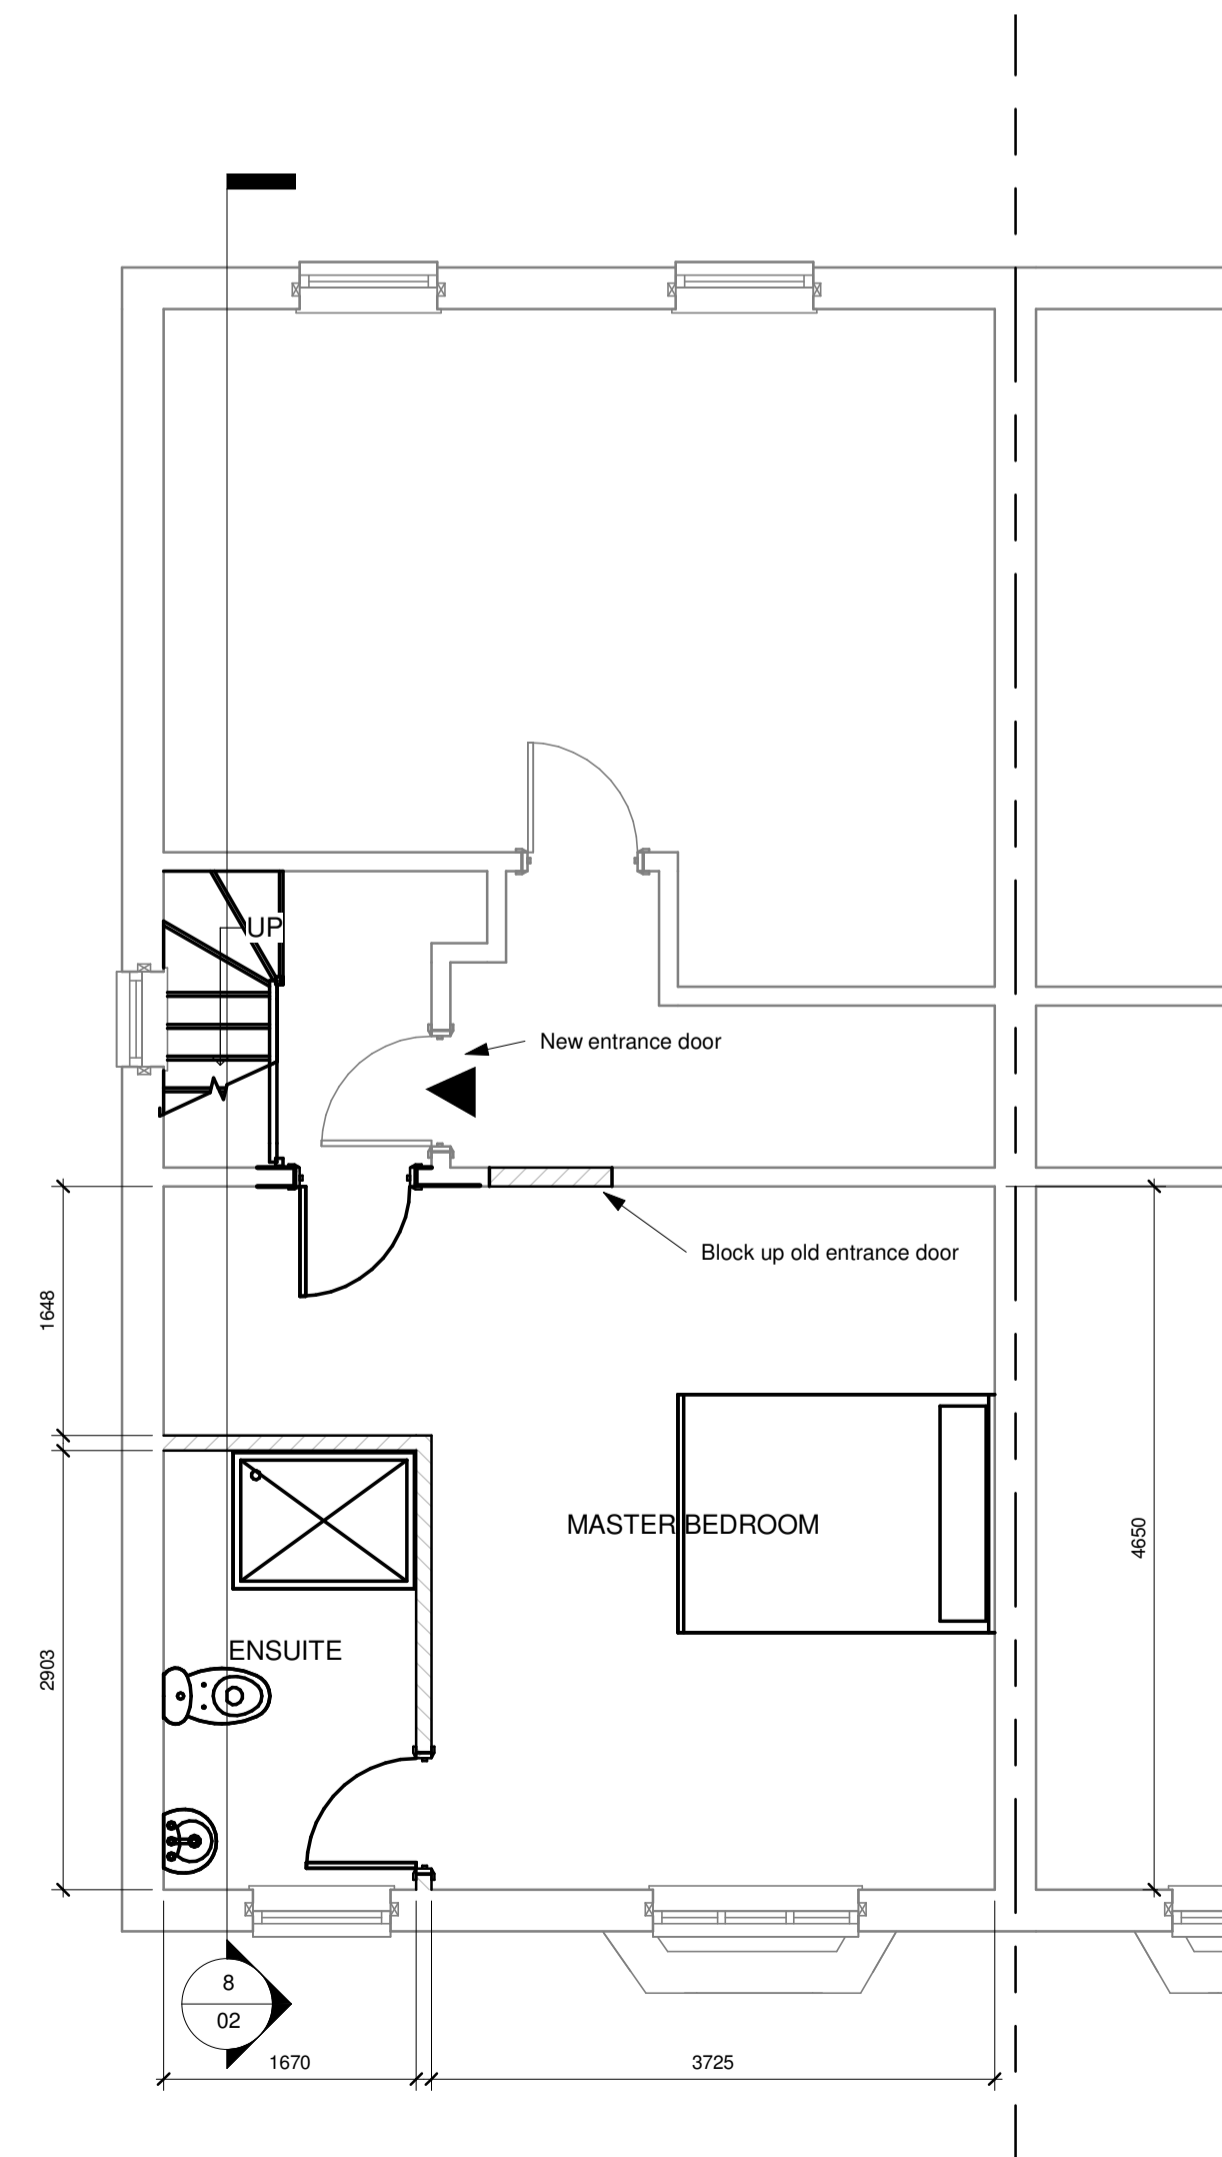 UP
New entrance door
Block up old entrance door
1648
MASTER BEDROOM
4650
ENSUITE
2903
8
02
1670
3725